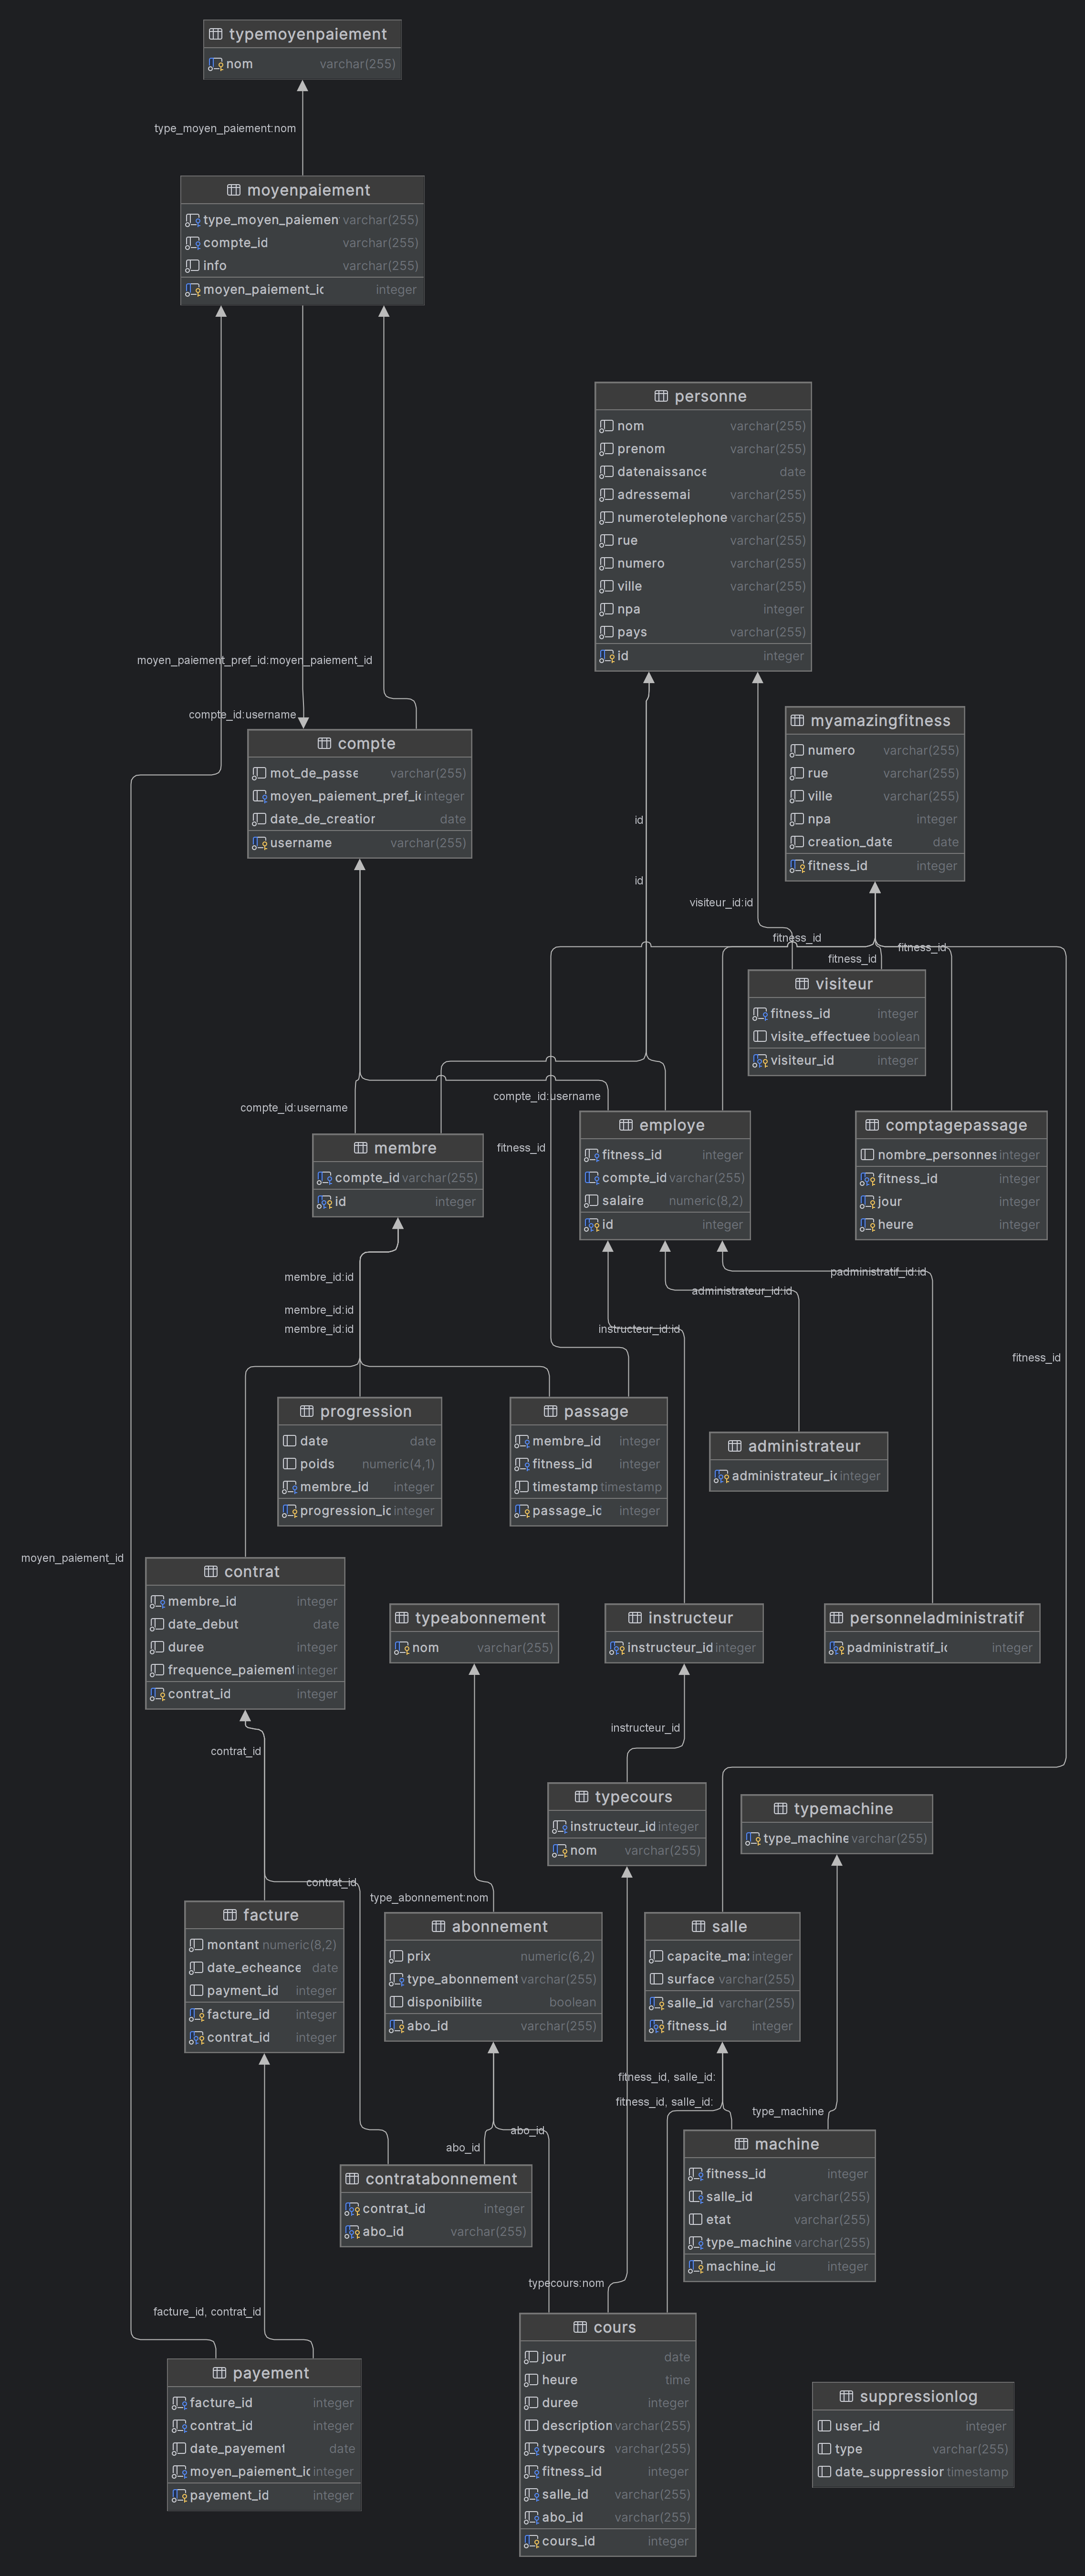 typemoyenpaiement
nom varchar(255)
type_moyen_paiement:nom
moyenpaiement
type_moyen_paiemen varchar(255)
compte_id varchar(255)
info varchar(255)
moyen_paiement_id integer
personne
nom varchar(255)
prenom varchar(255)
datenaissance date
adressemai varchar(255)
numerotelephone varchar(255)
rue varchar(255)
numero varchar(255)
ville varchar(255)
npa integer
pays varchar(255)
id integer
moyen_paiement_pref_id:moyen_paiement_id
compte_id:username
compte
mot_de_passe varchar(255)
moyen_paiement_pref_id integer
date_de_creation date
username varchar(255)
myamazingfitness
numero varchar(255)
rue varchar(255)
ville varchar(255)
npa integer
creation_date date
fitness_id integer
id
id
visiteur_id:id
fitness_id
fitness_id
fitness_id
visiteur
fitness_id integer
visite_effectuee boolean
visiteur_id integer
compte_id:username
compte_id:username
fitness_id
membre
compte_id varchar(255)
id integer
employe
fitness_id integer
compte_id varchar(255)
salaire numeric(8,2)
id integer
comptagepassage
nombre_personnes integer
fitness_id integer
jour integer
heure integer
membre_id:id
membre_id:id
membre_id:id
padministratif_id:id
administrateur_id:id
instructeur_id:id
fitness_id
progression
date date
poids numeric(4,1)
membre_id integer
progression_id integer
passage
membre_id integer
fitness_id integer
timestamp timestamp
passage_id integer
administrateur
administrateur_id integer
moyen_paiement_id
contrat
membre_id integer
date_debut date
duree integer
frequence_paiement integer
contrat_id integer
typeabonnement
nom varchar(255)
instructeur
instructeur_id integer
personneladministratif
padministratif_id integer
contrat_id
instructeur_id
typecours
instructeur_id integer
nom varchar(255)
typemachine
type_machine varchar(255)
contrat_id
type_abonnement:nom
facture
montant numeric(8,2)
date_echeance date
payment_id integer
facture_id integer
contrat_id integer
abonnement
prix numeric(6,2)
type_abonnement varchar(255)
disponibilite boolean
abo_id varchar(255)
salle
capacite_max integer
surface varchar(255)
salle_id varchar(255)
fitness_id integer
fitness_id, salle_id:
fitness_id, salle_id:
type_machine
abo_id
abo_id
contratabonnement
contrat_id integer
abo_id varchar(255)
machine
fitness_id integer
salle_id varchar(255)
etat varchar(255)
type_machine varchar(255)
machine_id integer
typecours:nom
facture_id, contrat_id
payement
facture_id integer
contrat_id integer
date_payement date
moyen_paiement_id integer
payement_id integer
cours
jour date
heure time
duree integer
description varchar(255)
typecours varchar(255)
fitness_id integer
salle_id varchar(255)
abo_id varchar(255)
cours_id integer
suppressionlog
user_id integer
type varchar(255)
date_suppression timestamp